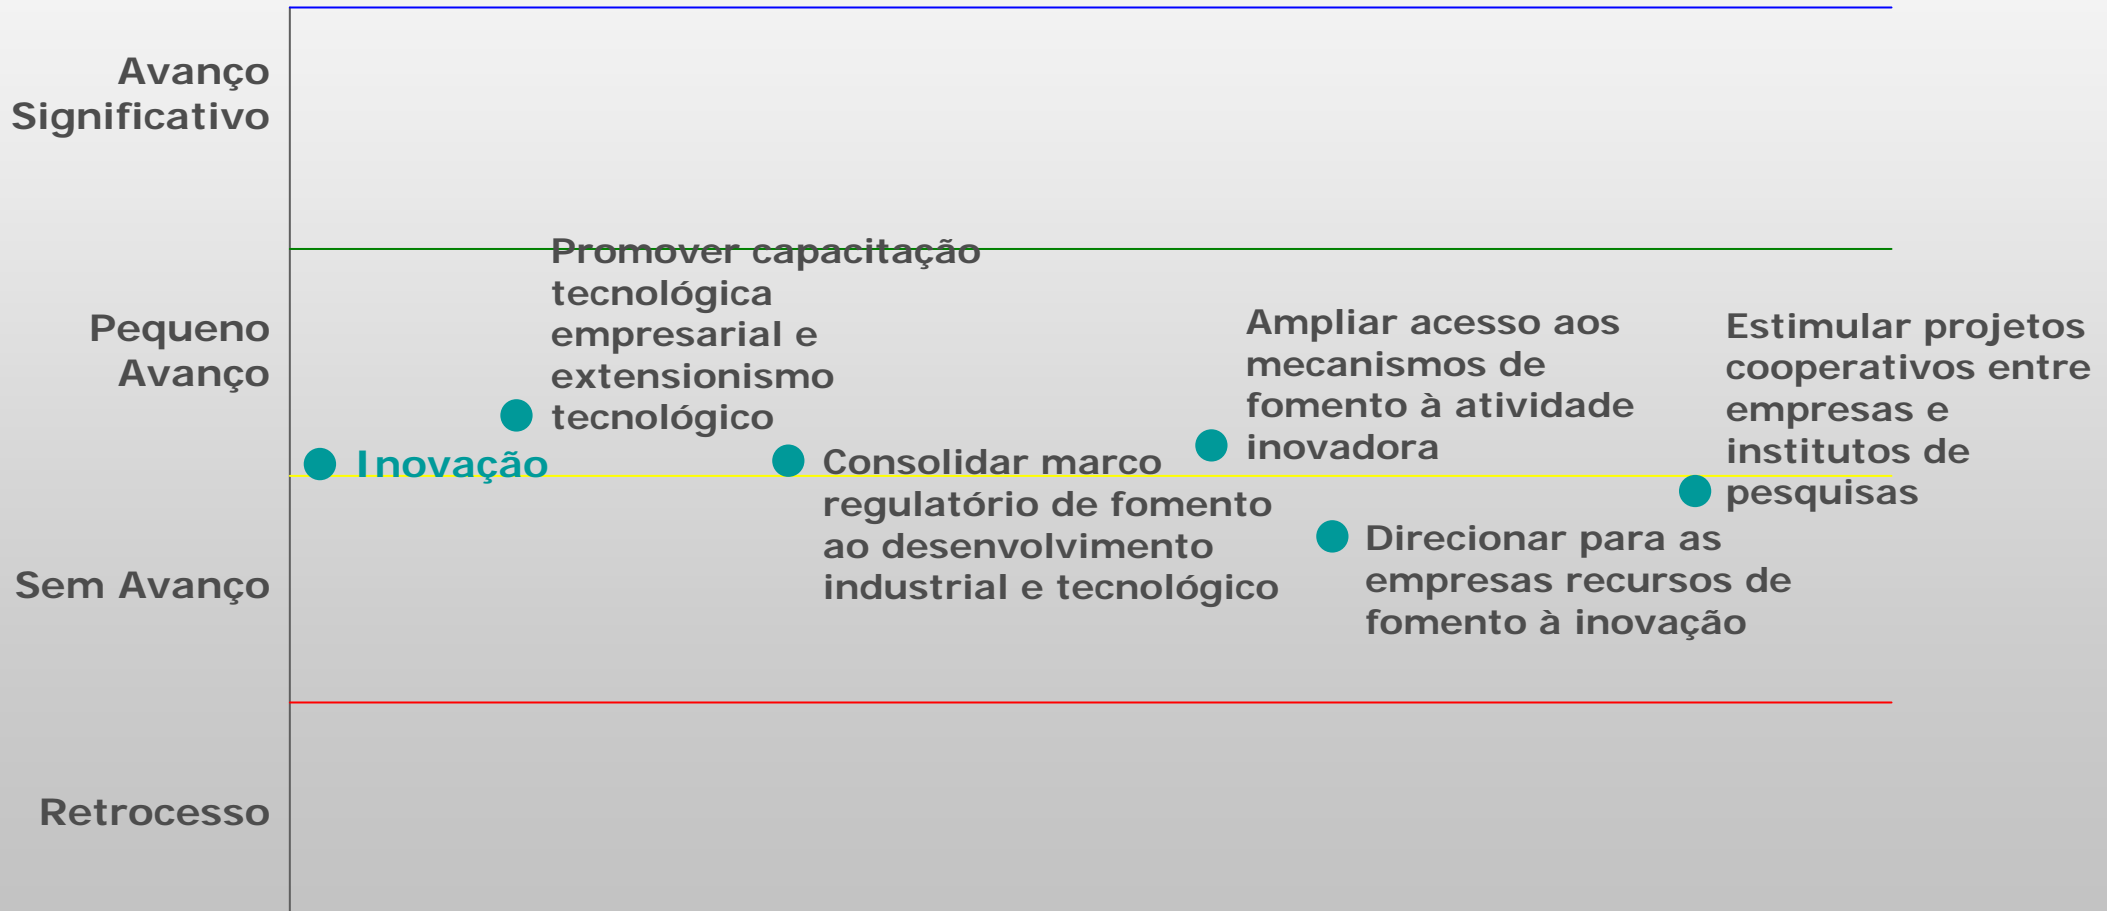 Avanço
Significativo
Pequeno
Avanço
Sem Avanço
Retrocesso
Inovação
Promover capacitação
tecnológica
empresarial e
extensionismo
tecnológico
Consolidar marco
regulatório de fomento
ao desenvolvimento
industrial e tecnológico
Ampliar acesso aos
mecanismos de
fomento à atividade
inovadora
Direcionar para as
empresas recursos de
fomento à inovação
Estimular projetos
cooperativos entre
empresas e
institutos de
pesquisas